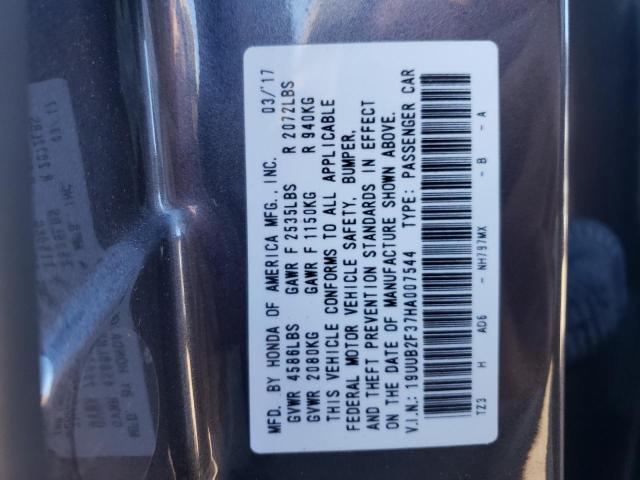 MFD. BY HONDA OF AMERICA MFG., INC. 03/'17
GVWR 4586LBS GAWR F 2535LBS R 2072LBS
GVWR 2080KG GAWR F 1150KG R 940KG
THIS VEHICLE CONFORMS TO ALL APPLICABLE
FEDERAL MOTOR VEHICLE SAFETY, BUMPER,
AND THEFT PREVENTION STANDARDS IN EFFECT
ON THE DATE OF MANUFACTURE SHOWN ABOVE.
V.I.N.: 19UUB2F37HA007544 TYPE: PASSENGER CAR
TZ3 H AD6 - NH797MX - B - A